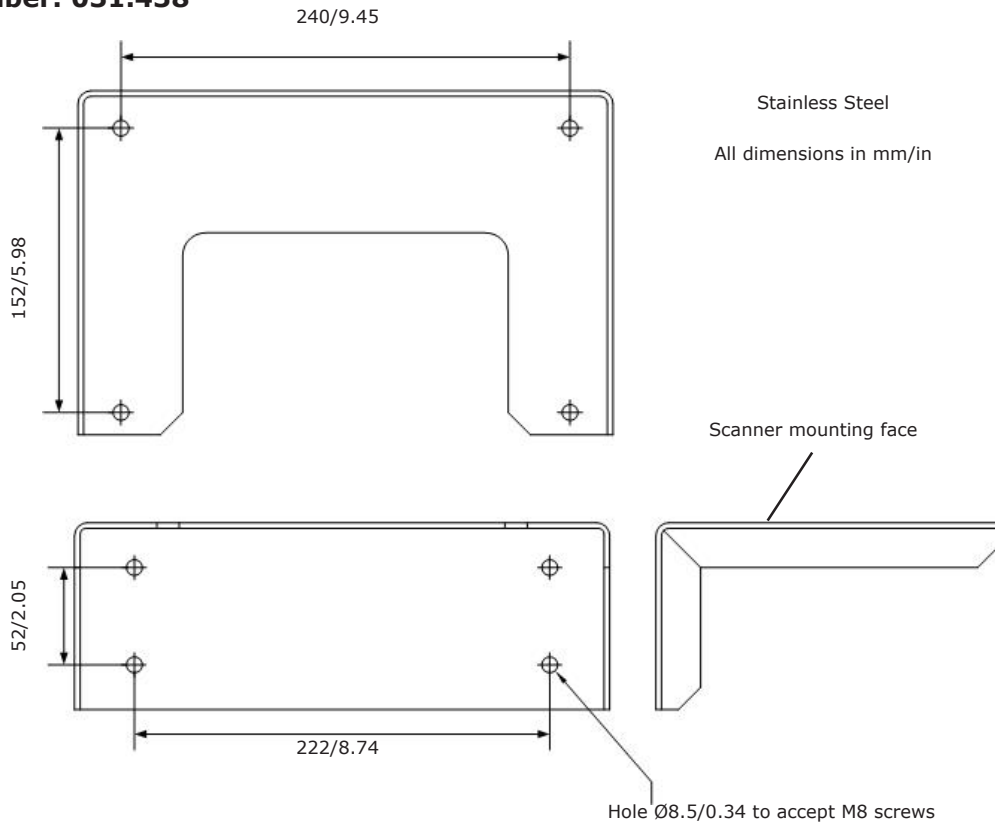 240/9.45
Stainless Steel
All dimensions in mm/in
152/5.98
Scanner mounting face
52/2.05
222/8.74
Hole Ø8.5/0.34 to accept M8 screws